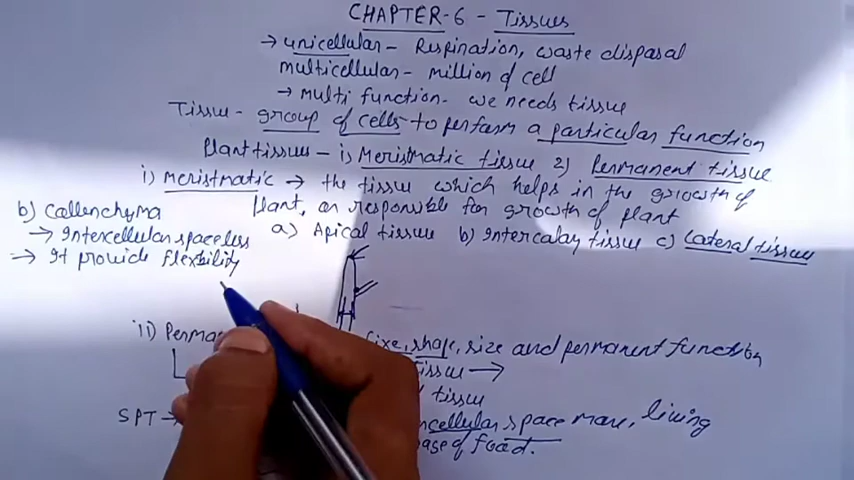 CHAPTER-6 - Tissues
→ unicellular - Respiration, waste disposal
multicellular - million of cell
→ multi function - we needs tissue
Tissue - group of cells to perform a particular function
Plant tissue - i) Meristmatic tissue 2) Permanent tissue
i) Meristmatic → the tissue which helps in the growth of
Plant, or responsible for growth of plant
a) Apical tissue b) Intercalay tissue c) Lateral tissue
b) Collenchyma
→ Intercellular space less
→ It provide flexibility
ii) Perma fixe, shape, size and permanent function
tissue →
tissue
SPT → cellular space more, living
of food.